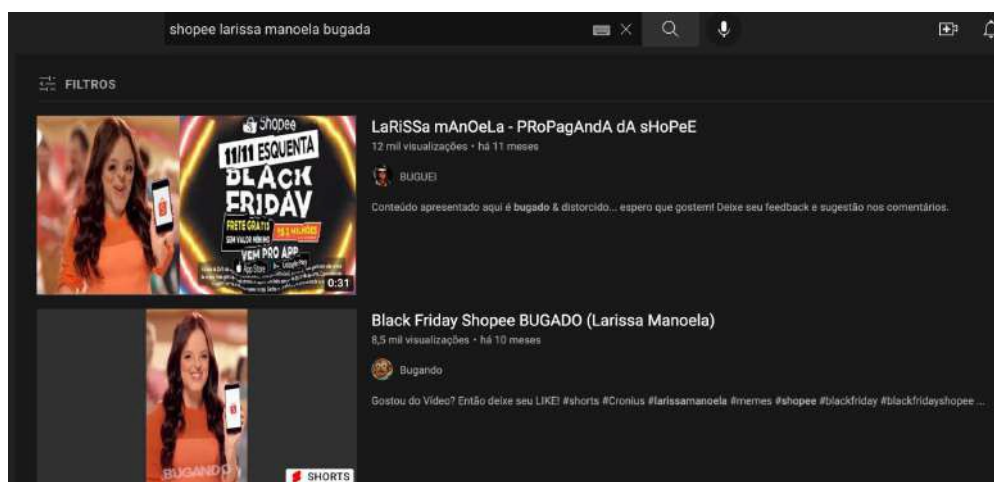 shopee larissa manoela bugada
FILTROS
Shopee
11/11 ESQUENTA
BLACK
FRIDAY
FRETE GRÁTIS
SEM VALOR MÍNIMO
VEM PRO APP
App Store
Google Play
0:31
LaRiSSa mAnOeLa - PRoPagAndA dA sHoPeE
12 mil visualizações • há 11 meses
BUGUEI
Conteúdo apresentado aqui é bugado & distorcido... espero que gostem! Deixe seu feedback e sugestão nos comentários.
BUGANDO
SHORTS
Black Friday Shopee BUGADO (Larissa Manoela)
8,5 mil visualizações • há 10 meses
Bugando
Gostou do Vídeo? Então deixe seu LIKE! #shorts #Cronius #larissamanoela #memes #shopee #blackfriday #blackfridayshopee ...